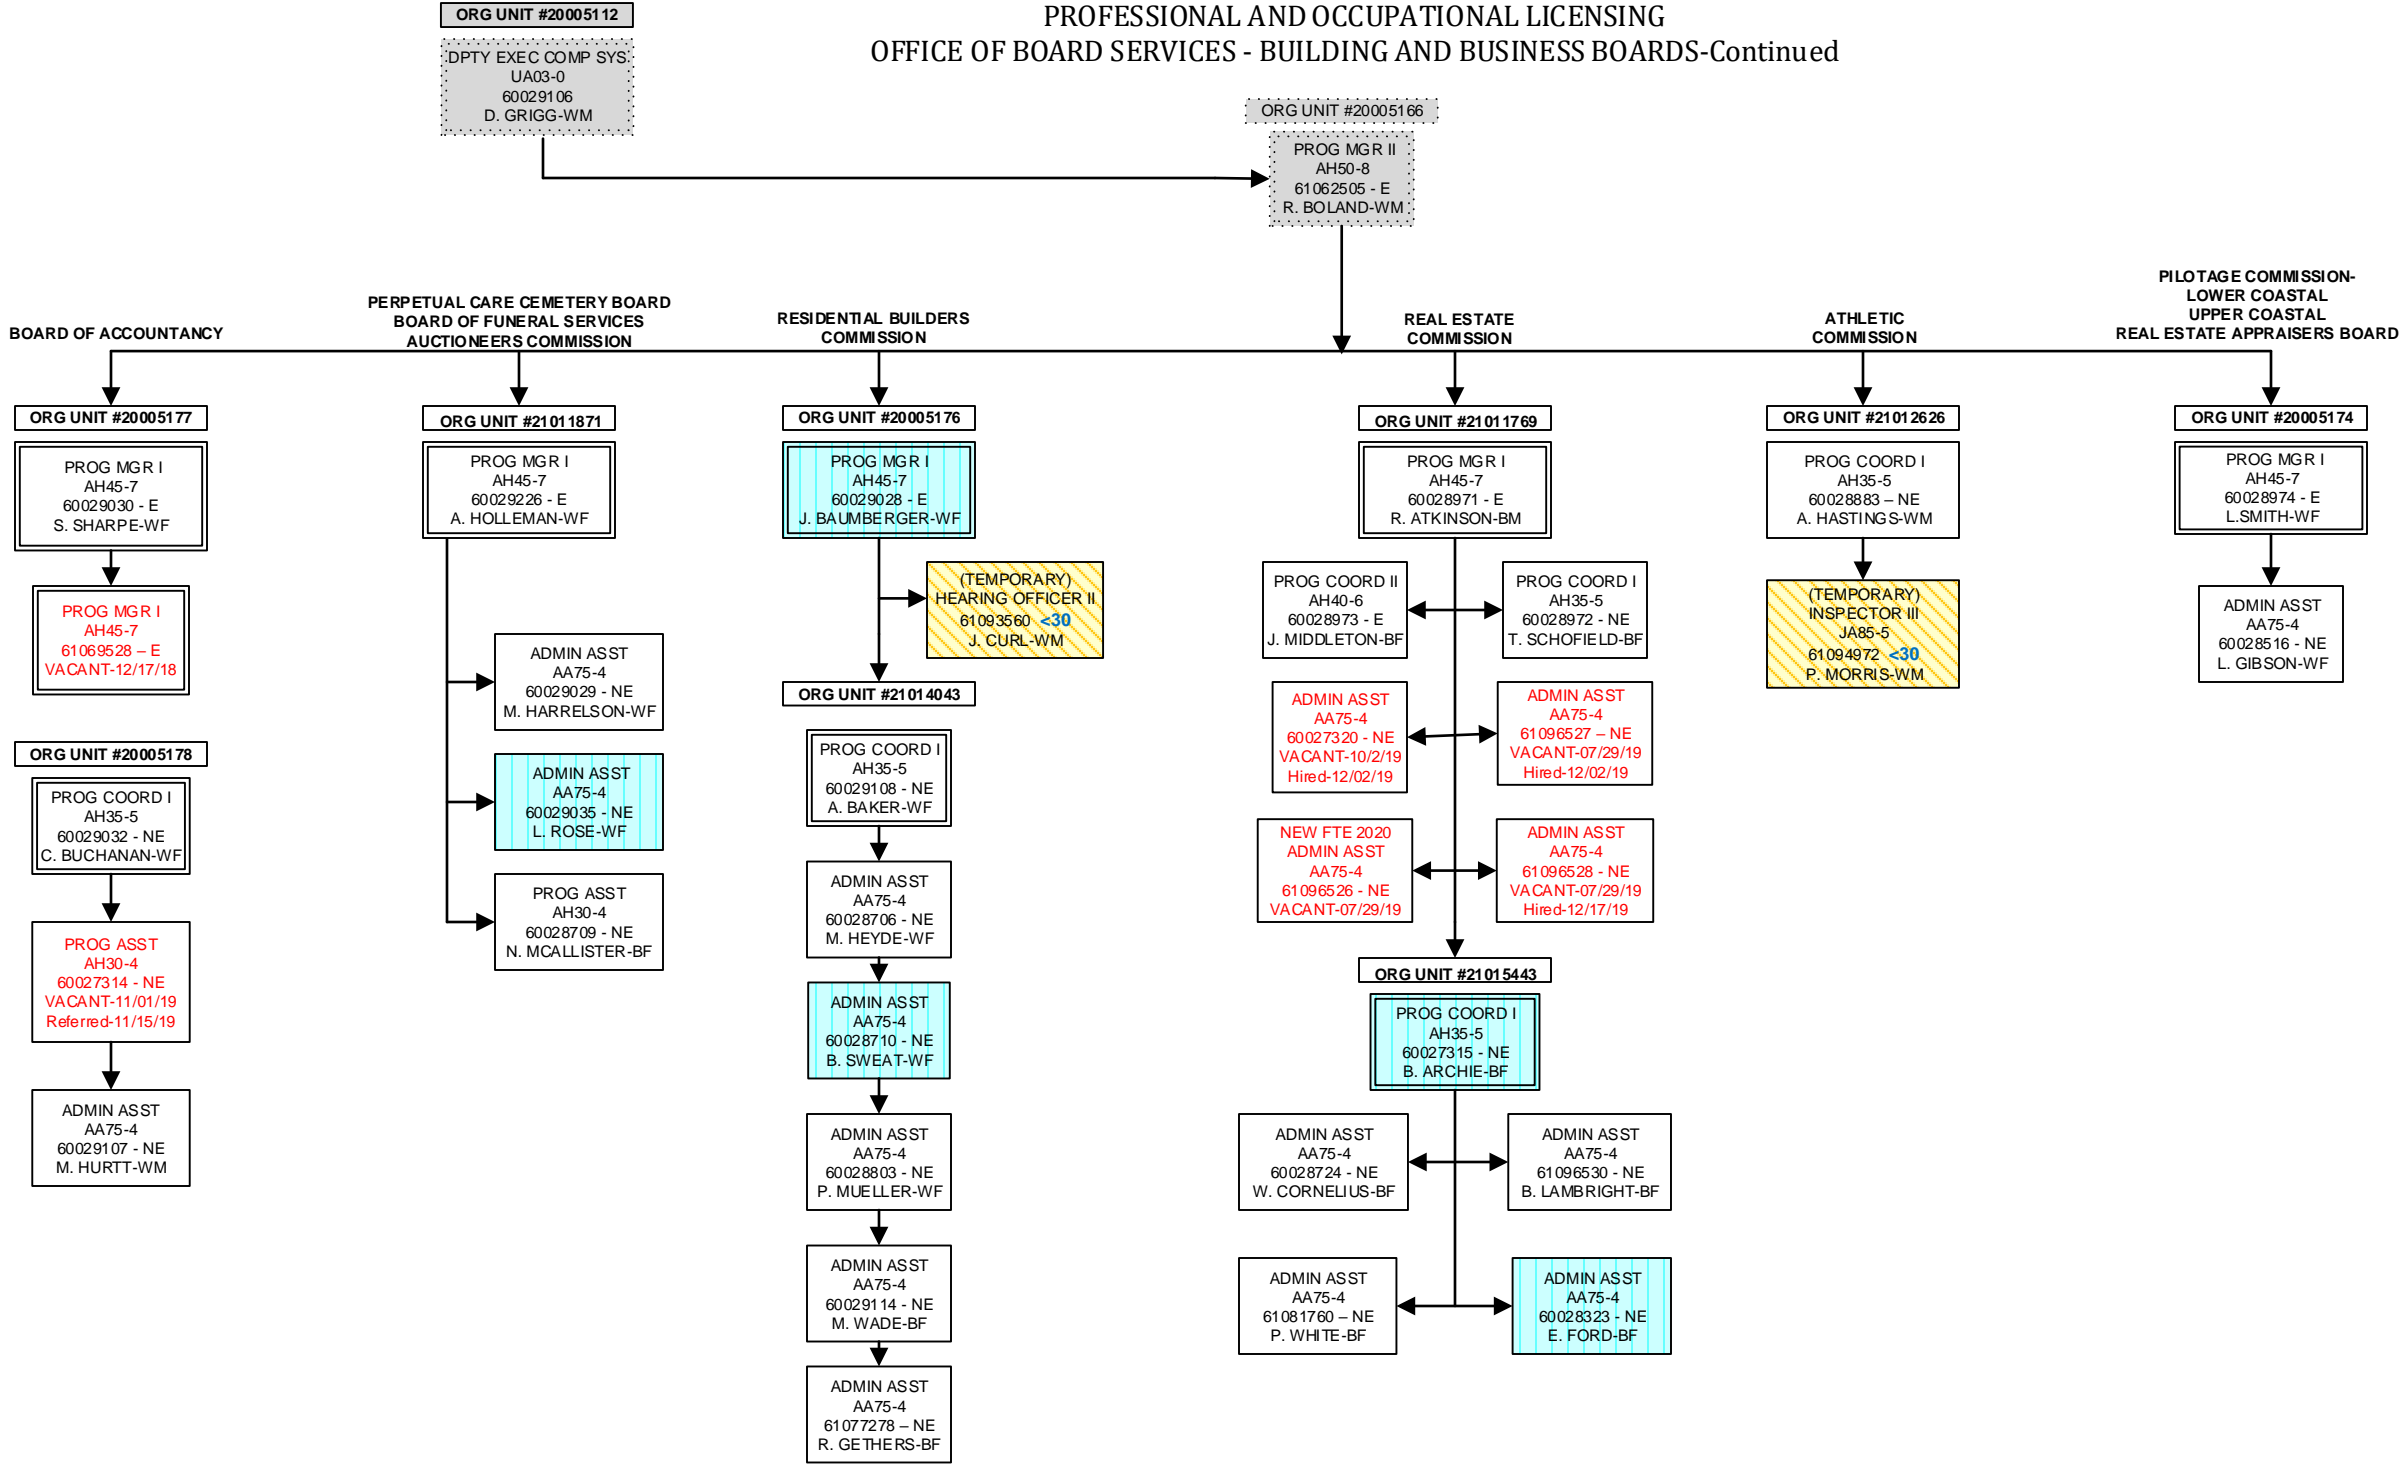 ORG UNIT #20005112
DPTY EXEC COMP SYS
UA03-0
60029106
D. GRIGG-WM
PROFESSIONAL AND OCCUPATIONAL LICENSING
OFFICE OF BOARD SERVICES - BUILDING AND BUSINESS BOARDS-Continued
ORG UNIT #20005166
PROG MGR II
AH50-8
61062505 - E
R. BOLAND-WM
BOARD OF ACCOUNTANCY
ORG UNIT #20005177
PROG MGR I
AH45-7
60029030 - E
S. SHARPE-WF
PROG MGR I
AH45-7
61069528 – E
VACANT-12/17/18
ORG UNIT #20005178
PROG COORD I
AH35-5
60029032 - NE
C. BUCHANAN-WF
PROG ASST
AH30-4
60027314 - NE
VACANT-11/01/19
Referred-11/15/19
ADMIN ASST
AA75-4
60029107 - NE
M. HURTT-WM
PERPETUAL CARE CEMETERY BOARD
BOARD OF FUNERAL SERVICES
AUCTIONEERS COMMISSION
ORG UNIT #21011871
PROG MGR I
AH45-7
60029226 - E
A. HOLLEMAN-WF
ADMIN ASST
AA75-4
60029029 - NE
M. HARRELSON-WF
ADMIN ASST
AA75-4
60029035 - NE
L. ROSE-WF
PROG ASST
AH30-4
60028709 - NE
N. MCALLISTER-BF
RESIDENTIAL BUILDERS
COMMISSION
ORG UNIT #20005176
PROG MGR I
AH45-7
60029028 - E
J. BAUMBERGER-WF
(TEMPORARY)
HEARING OFFICER II
61093560 <30
J. CURL-WM
ORG UNIT #21014043
PROG COORD I
AH35-5
60029108 - NE
A. BAKER-WF
ADMIN ASST
AA75-4
60028706 - NE
M. HEYDE-WF
ADMIN ASST
AA75-4
60028710 - NE
B. SWEAT-WF
ADMIN ASST
AA75-4
60028803 - NE
P. MUELLER-WF
ADMIN ASST
AA75-4
60029114 - NE
M. WADE-BF
ADMIN ASST
AA75-4
61077278 – NE
R. GETHERS-BF
REAL ESTATE
COMMISSION
ORG UNIT #21011769
PROG MGR I
AH45-7
60028971 - E
R. ATKINSON-BM
PROG COORD II
AH40-6
60028973 - E
J. MIDDLETON-BF
PROG COORD I
AH35-5
60028972 - NE
T. SCHOFIELD-BF
ADMIN ASST
AA75-4
60027320 - NE
VACANT-10/2/19
Hired-12/02/19
ADMIN ASST
AA75-4
61096527 – NE
VACANT-07/29/19
Hired-12/02/19
NEW FTE 2020
ADMIN ASST
AA75-4
61096526 - NE
VACANT-07/29/19
ADMIN ASST
AA75-4
61096528 - NE
VACANT-07/29/19
Hired-12/17/19
ORG UNIT #21015443
PROG COORD I
AH35-5
60027315 - NE
B. ARCHIE-BF
ADMIN ASST
AA75-4
60028724 - NE
W. CORNELIUS-BF
ADMIN ASST
AA75-4
61096530 - NE
B. LAMBRIGHT-BF
ADMIN ASST
AA75-4
61081760 – NE
P. WHITE-BF
ADMIN ASST
AA75-4
60028323 - NE
E. FORD-BF
ATHLETIC
COMMISSION
ORG UNIT #21012626
PROG COORD I
AH35-5
60028883 – NE
A. HASTINGS-WM
(TEMPORARY)
INSPECTOR III
JA85-5
61094972 <30
P. MORRIS-WM
PILOTAGE COMMISSION-
LOWER COASTAL
UPPER COASTAL
REAL ESTATE APPRAISERS BOARD
ORG UNIT #20005174
PROG MGR I
AH45-7
60028974 - E
L.SMITH-WF
ADMIN ASST
AA75-4
60028516 - NE
L. GIBSON-WF